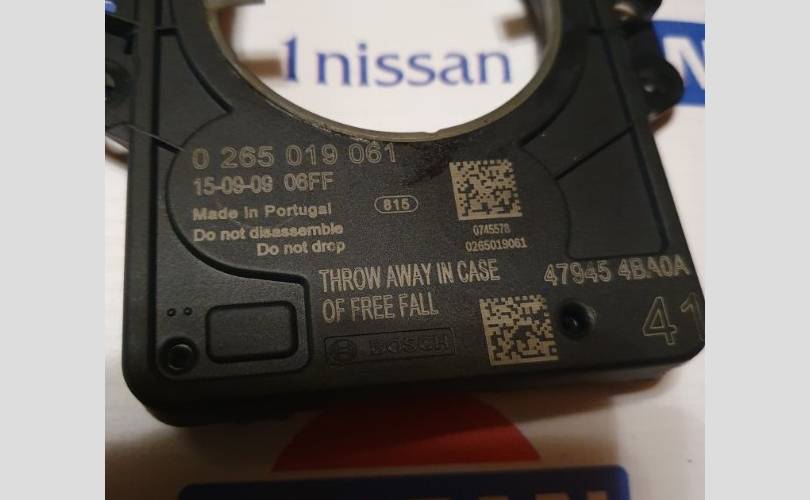 1nissan
0 265 019 061
15-09-09 06FF
Made in Portugal
815
Do not disassemble
Do not drop
0745578
0265019061
THROW AWAY IN CASE
OF FREE FALL
47945 4BA0A
41
BOSCH